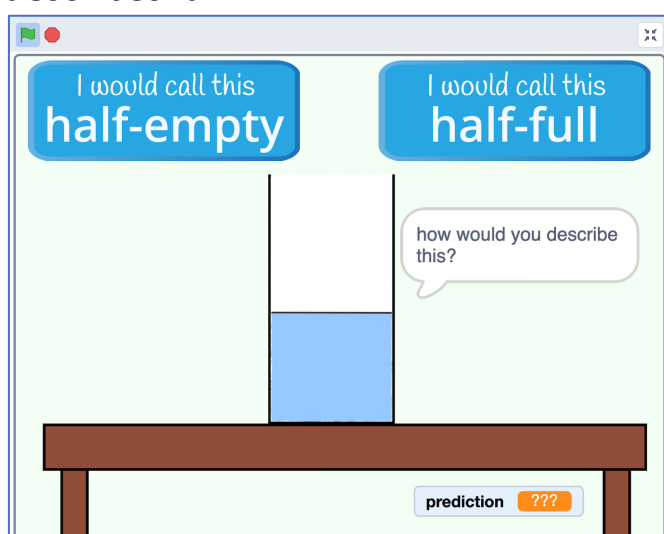 I would call this
half-empty
I would call this
half-full
how would you describe
this?
prediction ???